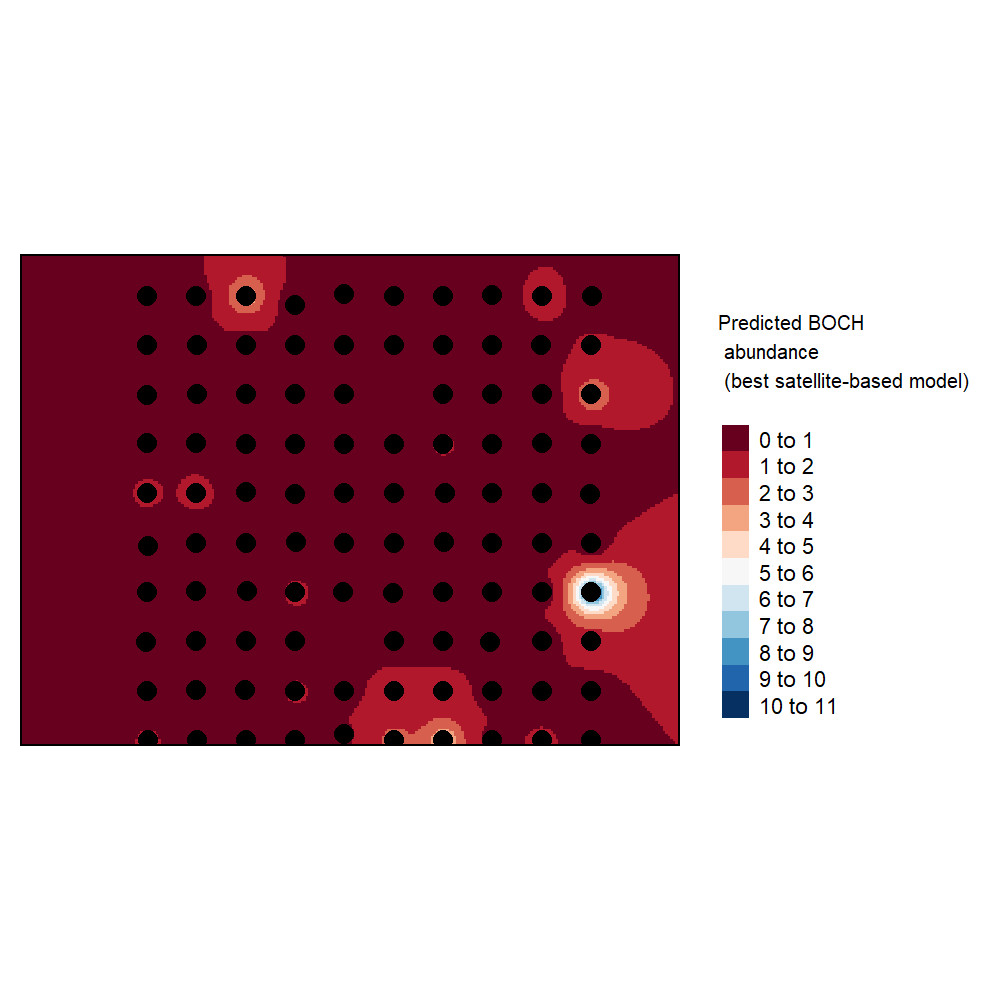 Predicted BOCH
abundance
(best satellite-based model)
0 to 1
1 to 2
2 to 3
3 to 4
4 to 5
5 to 6
6 to 7
7 to 8
8 to 9
9 to 10
10 to 11